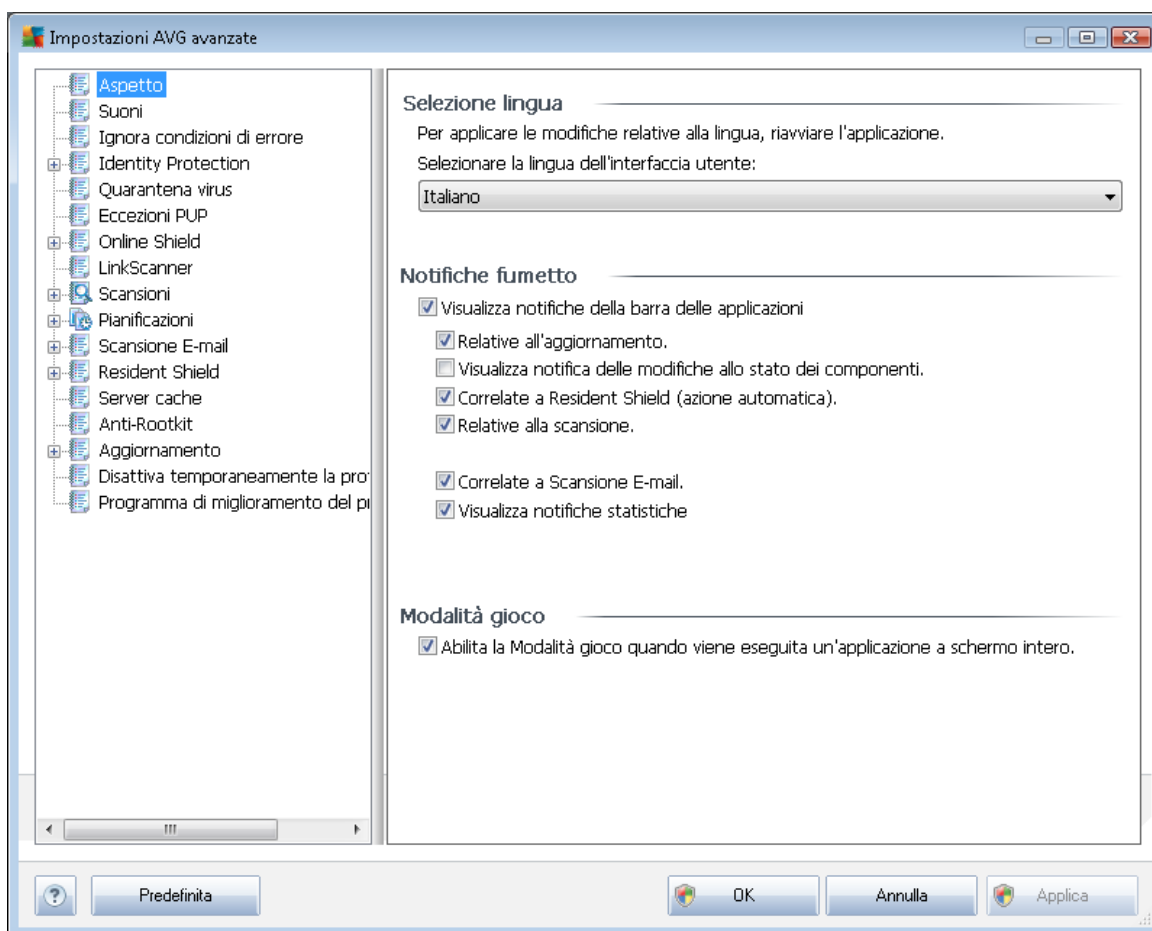 Impostazioni AVG avanzate
Aspetto
Suoni
Ignora condizioni di errore
Identity Protection
Quarantena virus
Eccezioni PUP
Online Shield
LinkScanner
Scansioni
Pianificazioni
Scansione E-mail
Resident Shield
Server cache
Anti-Rootkit
Aggiornamento
Disattiva temporaneamente la
Programma di miglioramento del
Selezione lingua
Per applicare le modifiche relative alla lingua, riavviare l'applicazione.
Selezionare la lingua dell'interfaccia utente:
Italiano
Notifiche fumetto
Visualizza notifiche della barra delle applicazioni
Relative all'aggiornamento.
Visualizza notifica delle modifiche allo stato dei componenti.
Correlate a Resident Shield (azione automatica).
Relative alla scansione.
Correlate a Scansione E-mail.
Visualizza notifiche statistiche
Modalità gioco
Abilita la Modalità gioco quando viene eseguita un'applicazione a schermo intero.
?
Predefinita
OK
Annulla
Applica